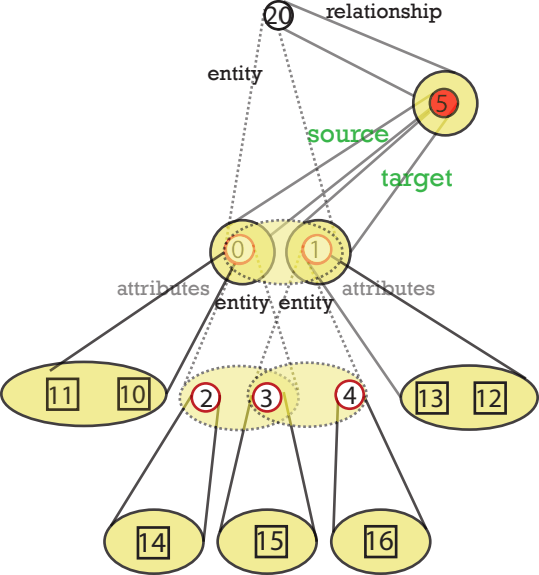 20
relationship
entity
5
source
target
0
1
attributes
attributes
entity
entity
11
10
2
3
4
13
12
14
15
16